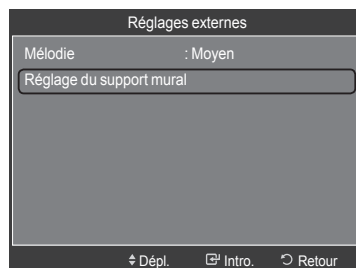 Réglages externes
Mélodie : Moyen
Réglage du support mural
Dépl. Intro. Retour